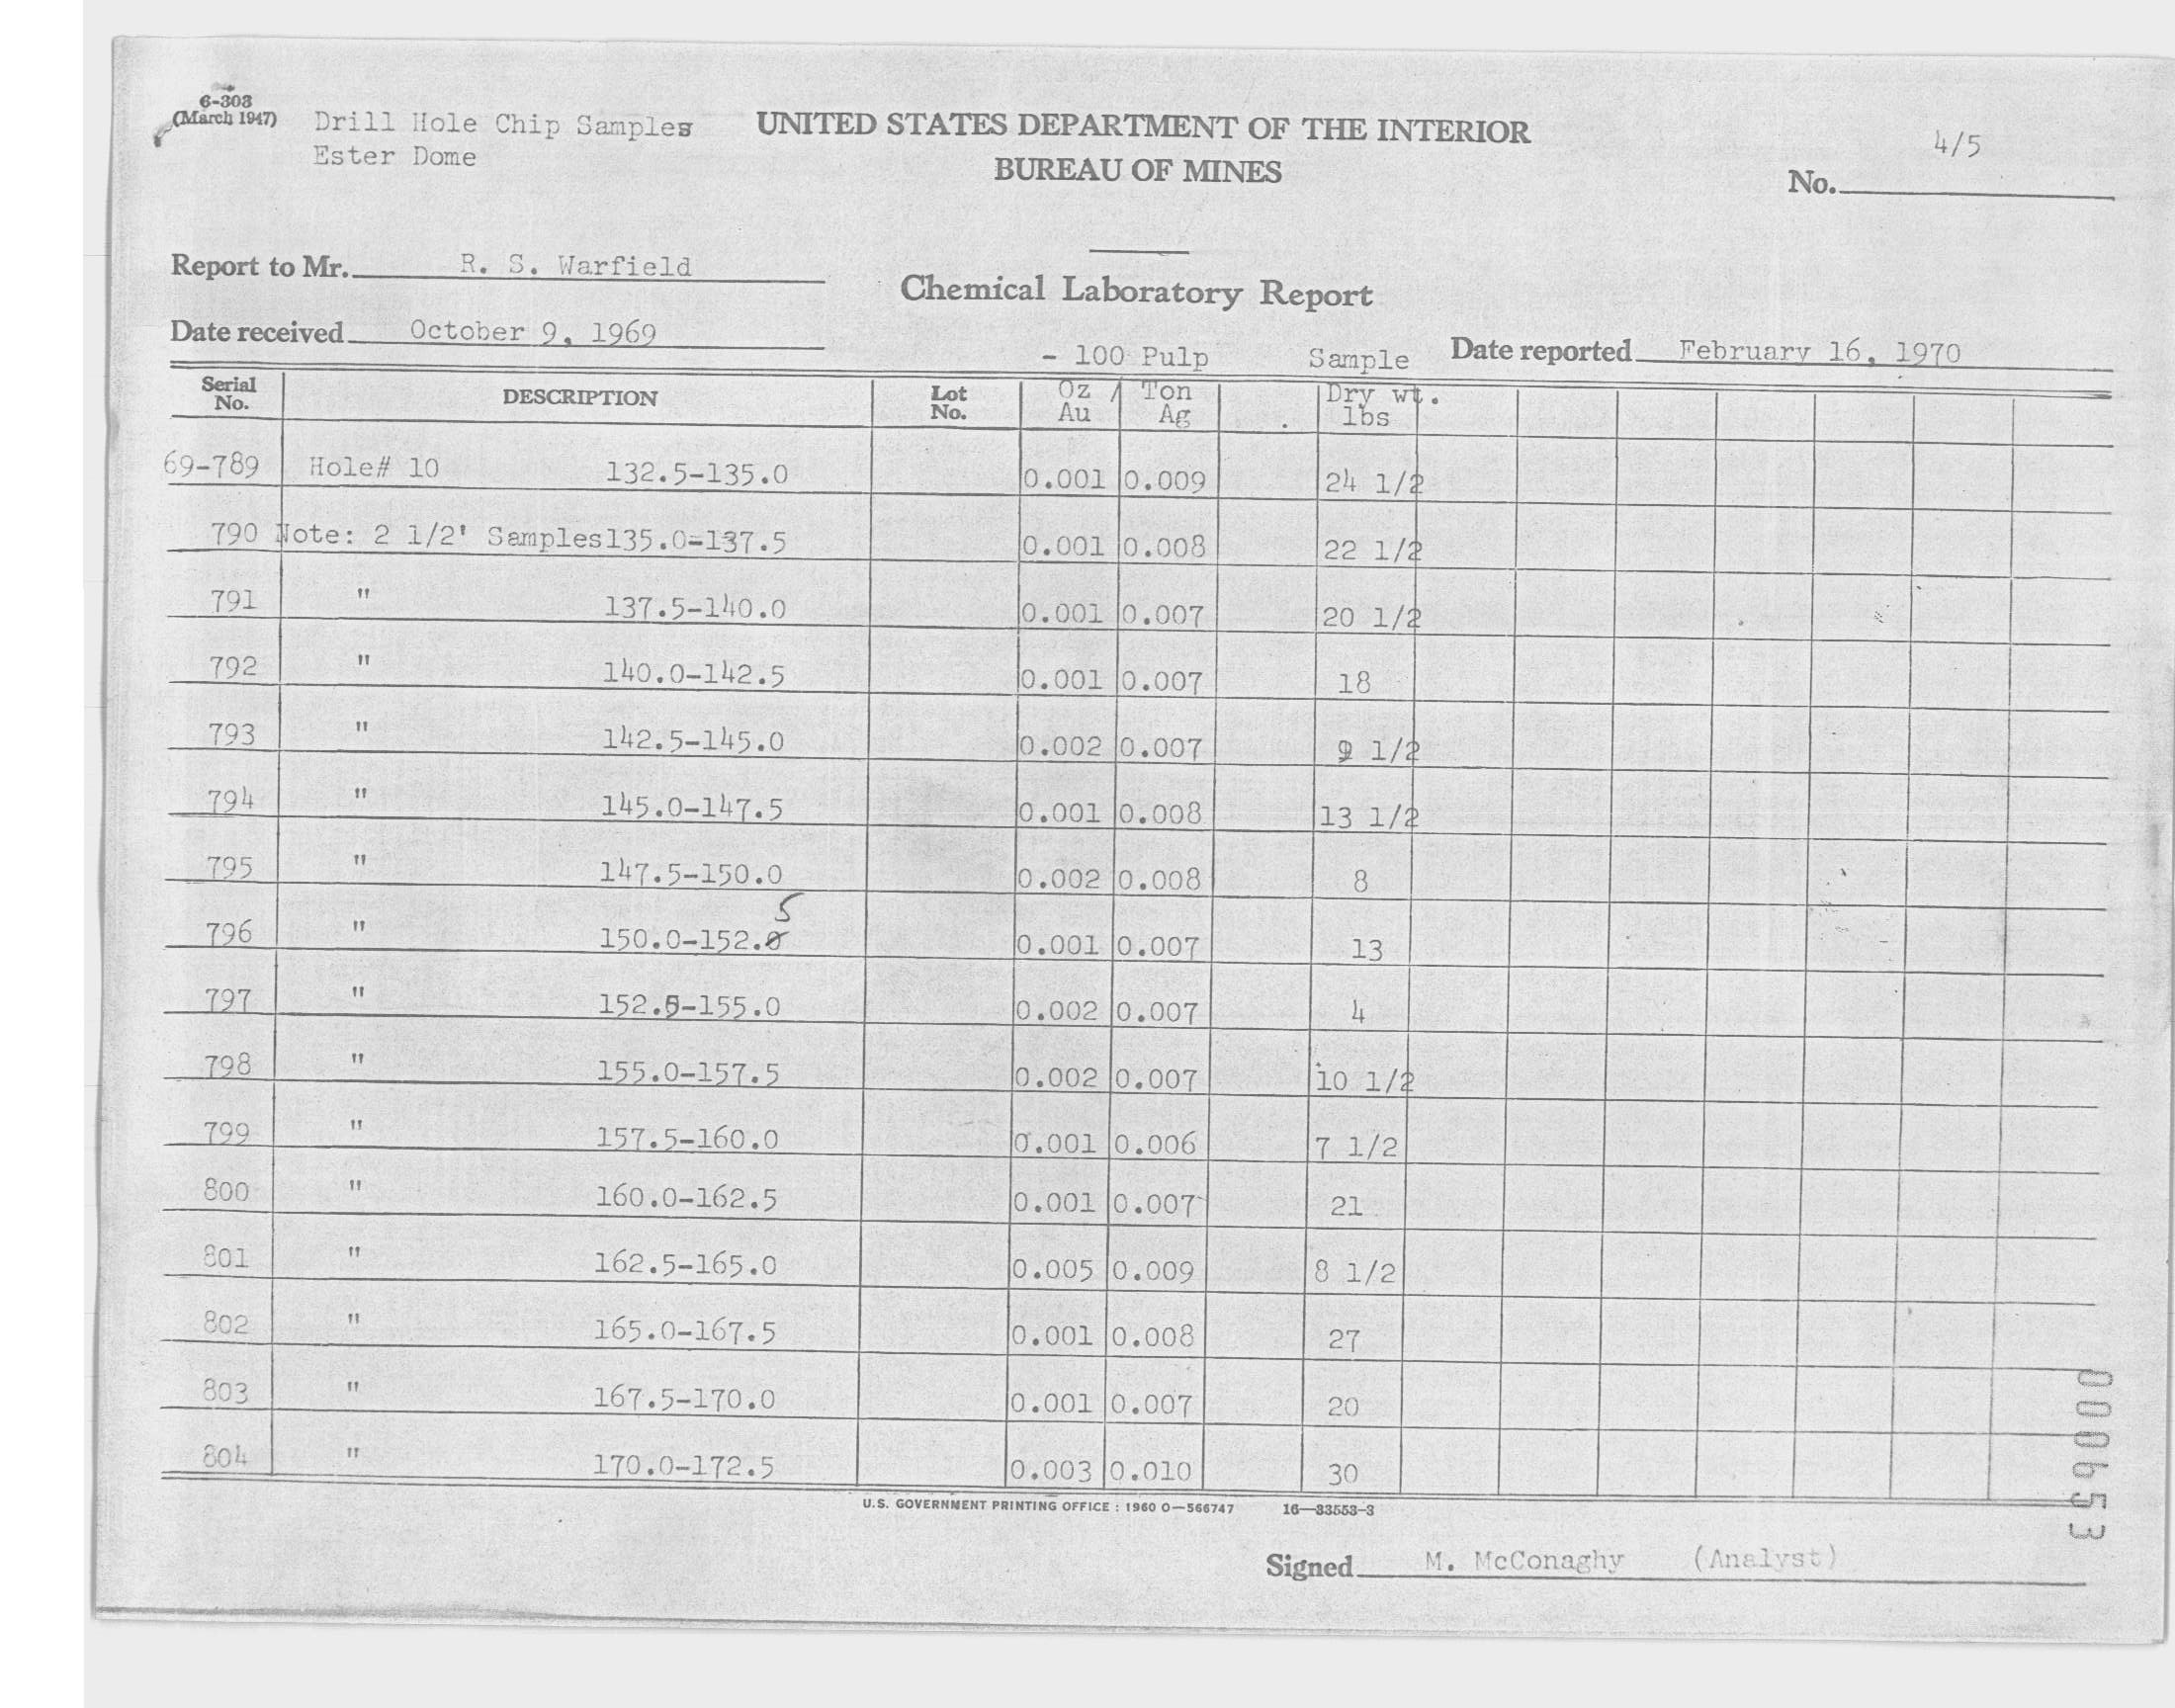 6-303
(March 1947)
Drill Hole Chip Samples
Ester Dome
UNITED STATES DEPARTMENT OF THE INTERIOR
BUREAU OF MINES
4/5
No.
Report to Mr. R. S. Warfield
Chemical Laboratory Report
Date received October 9, 1969
Date reported February 16, 1970
- 100 Pulp Sample
Serial No. DESCRIPTION Lot No. Oz / Ton Au Ag Dry wt. lbs
69-789 Hole# 10 132.5-135.0 0.001 0.009 24 1/2
790 Note: 2 1/2' Samples135.0-137.5 0.001 0.008 22 1/2
791 " 137.5-140.0 0.001 0.007 20 1/2
792 " 140.0-142.5 0.001 0.007 18
793 " 142.5-145.0 0.002 0.007 9 1/2
794 " 145.0-147.5 0.001 0.008 13 1/2
795 " 147.5-150.0 0.002 0.008 8
5
796 " 150.0-152.0 0.001 0.007 13
797 " 152.5-155.0 0.002 0.007 4
798 " 155.0-157.5 0.002 0.007 10 1/2
799 " 157.5-160.0 0.001 0.006 7 1/2
800 " 160.0-162.5 0.001 0.007 21
801 " 162.5-165.0 0.005 0.009 8 1/2
802 " 165.0-167.5 0.001 0.008 27
803 " 167.5-170.0 0.001 0.007 20
804 " 170.0-172.5 0.003 0.010 30
U.S. GOVERNMENT PRINTING OFFICE : 1960 O—566747 16—33553-3
Signed M. McConaghy (Analyst)
000653